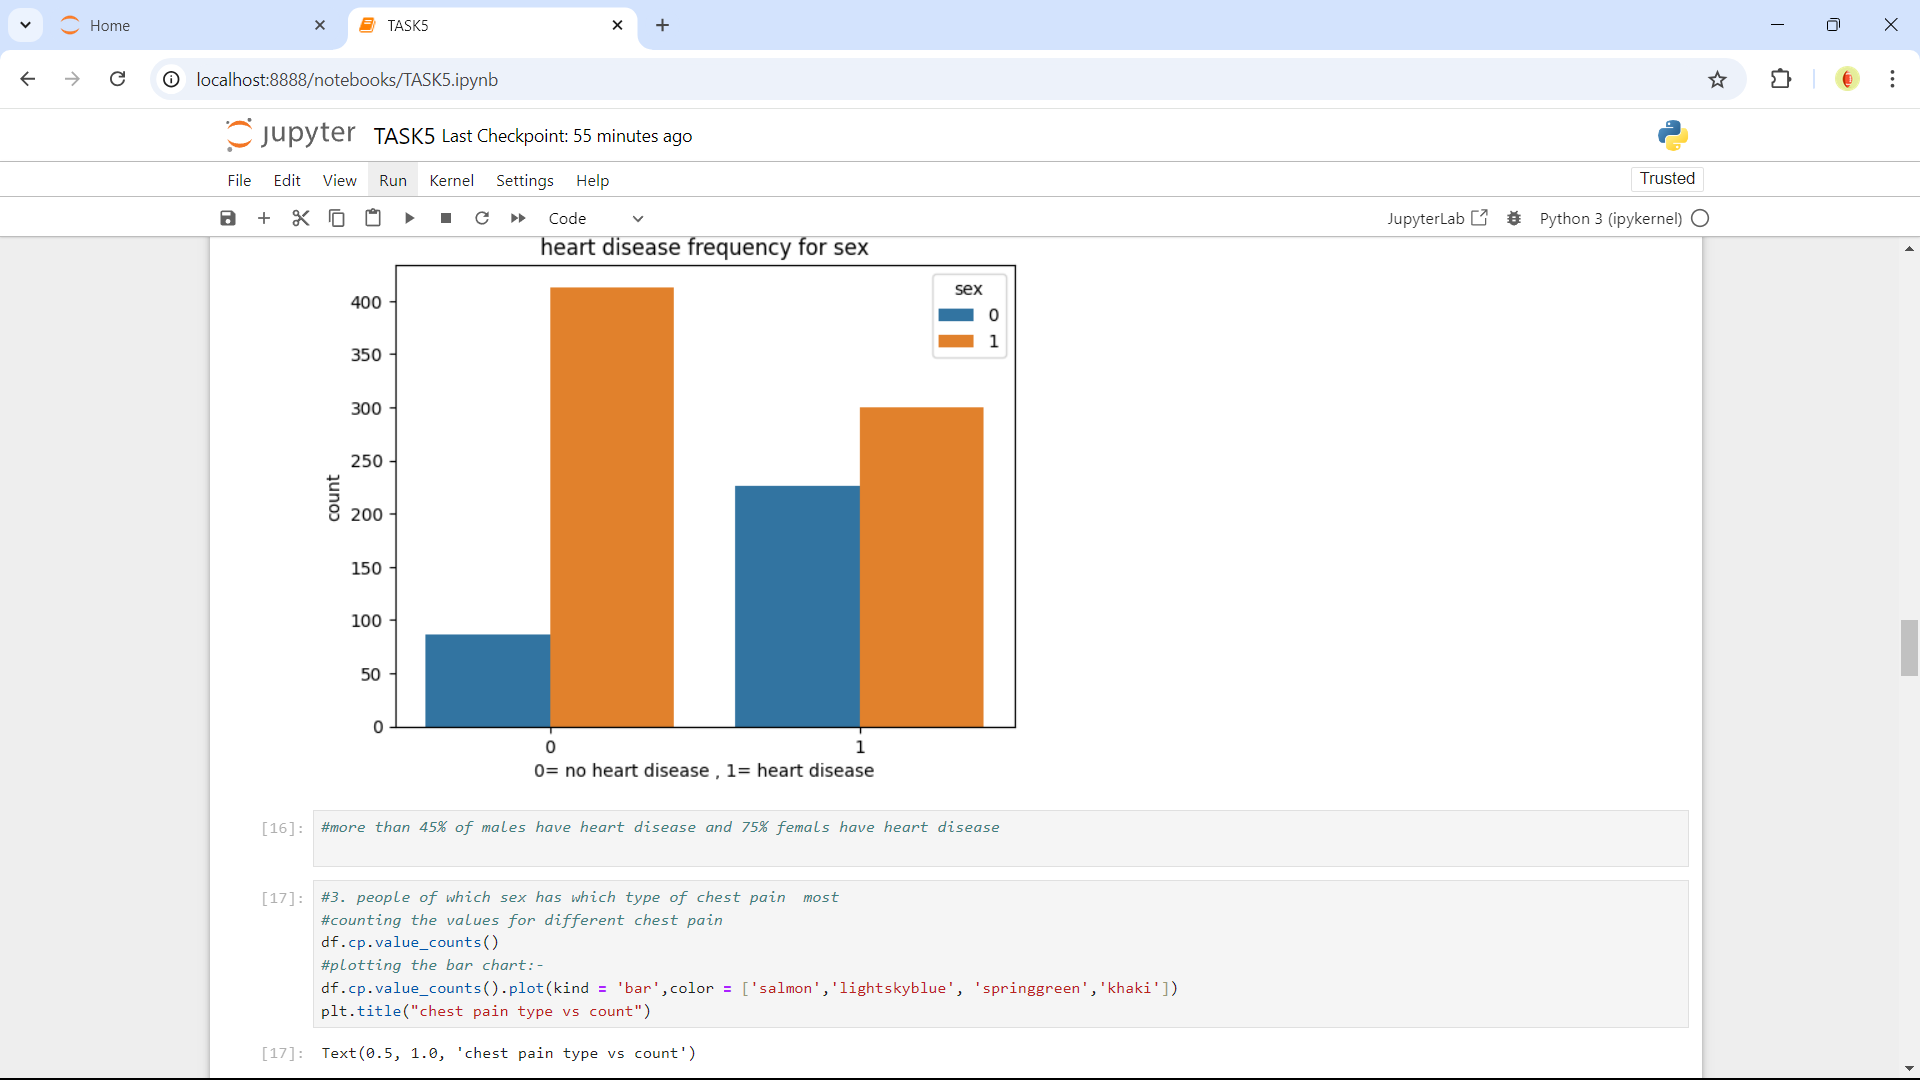 Home
TASK5
localhost:8888/notebooks/TASK5.ipynb
jupyter TASK5 Last Checkpoint: 55 minutes ago
File Edit View Run Kernel Settings Help
Trusted
Code
JupyterLab
Python 3 (ipykernel)
heart disease frequency for sex
sex
0
1
400
350
300
250
200
150
100
50
0
count
0 1
0= no heart disease , 1= heart disease
[16]: #more than 45% of males have heart disease and 75% femals have heart disease
[17]: #3. people of which sex has which type of chest pain  most
#counting the values for different chest pain
df.cp.value_counts()
#plotting the bar chart:-
df.cp.value_counts().plot(kind = 'bar',color = ['salmon','lightskyblue', 'springgreen','khaki'])
plt.title("chest pain type vs count")
[17]: Text(0.5, 1.0, 'chest pain type vs count')